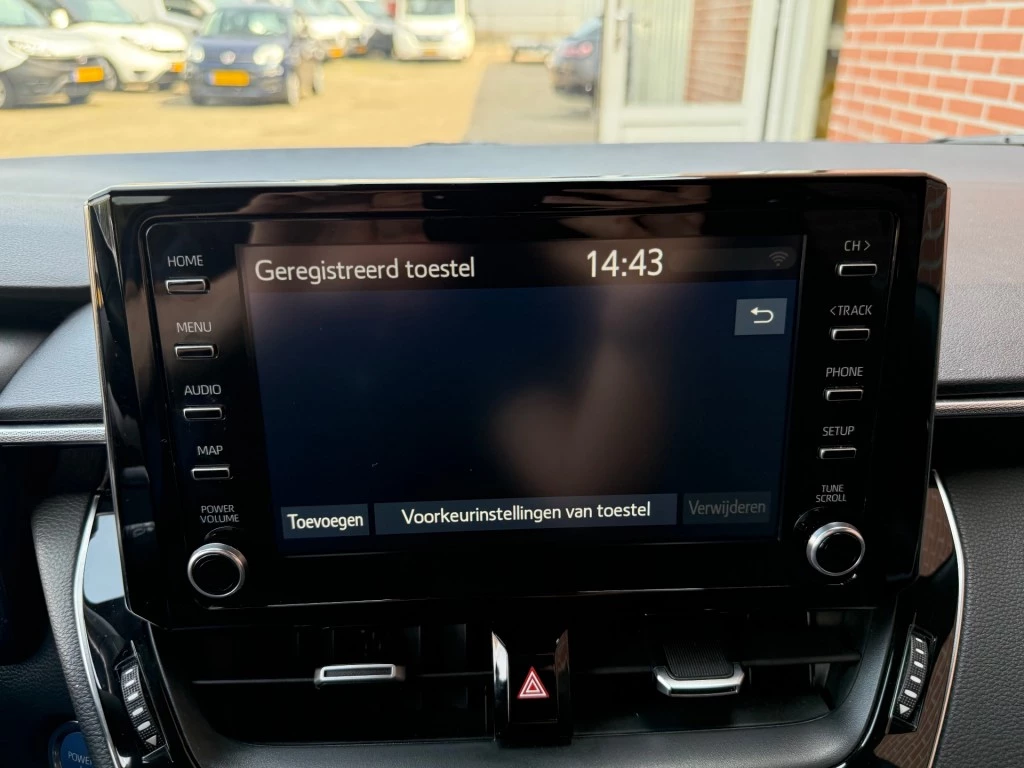 HOME
MENU
AUDIO
MAP
POWER
VOLUME
Geregistreerd toestel
14:43
Toevoegen
Voorkeurinstellingen van toestel
Verwijderen
CH >
< TRACK
PHONE
SETUP
TUNE
SCROLL
POWER